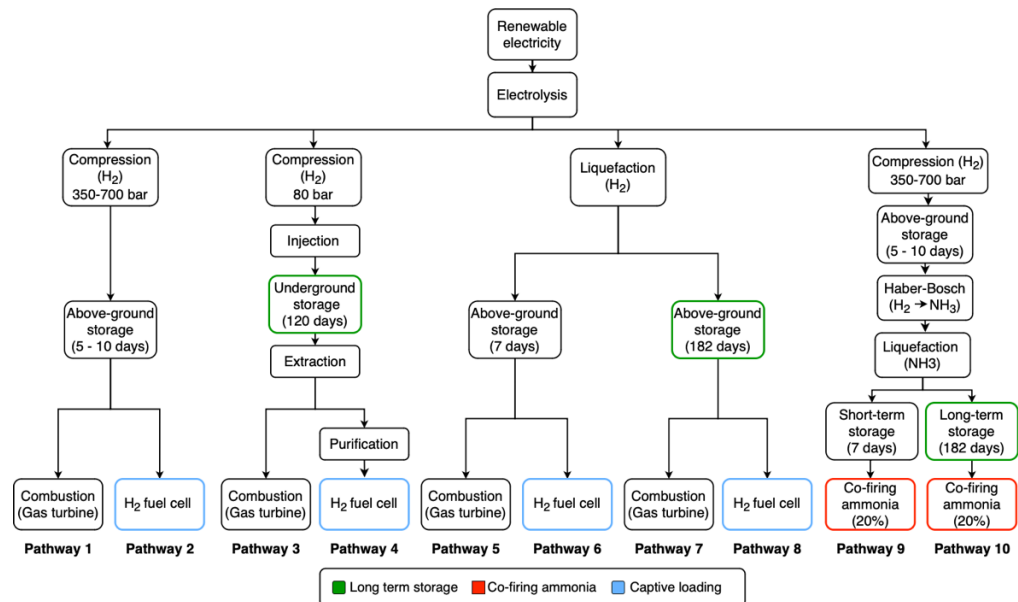 Renewable
electricity
Electrolysis
Compression
(H₂)
350-700 bar
Compression
(H₂)
80 bar
Liquefaction
(H₂)
Compression (H₂)
350-700 bar
Injection
Above-ground
storage
(5 - 10 days)
Underground
storage
(120 days)
Haber-Bosch
(H₂ → NH₃)
Above-ground
storage
(5 - 10 days)
Extraction
Above-ground
storage
(7 days)
Above-ground
storage
(182 days)
Liquefaction
(NH3)
Purification
Short-term
storage
(7 days)
Long-term
storage
(182 days)
Combustion
(Gas turbine)
H₂ fuel cell
Combustion
(Gas turbine)
H₂ fuel cell
Combustion
(Gas turbine)
H₂ fuel cell
Combustion
(Gas turbine)
H₂ fuel cell
Co-firing
ammonia
(20%)
Co-firing
ammonia
(20%)
Pathway 1
Pathway 2
Pathway 3
Pathway 4
Pathway 5
Pathway 6
Pathway 7
Pathway 8
Pathway 9
Pathway 10
Long term storage
Co-firing ammonia
Captive loading